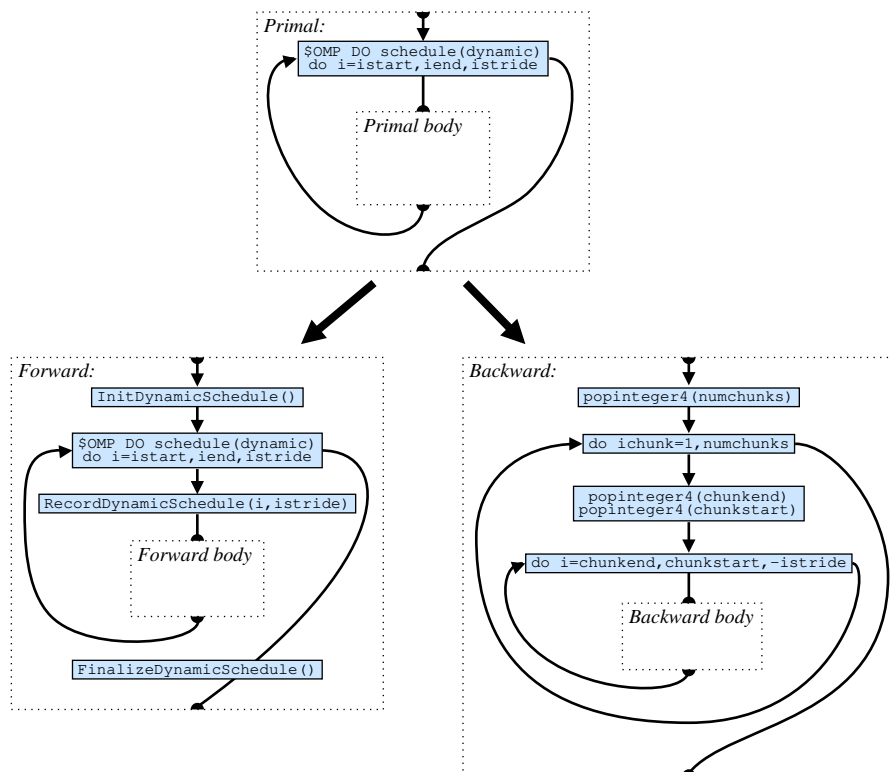 Primal:
$OMP DO schedule(dynamic)
do i=istart,iend,istride
Primal body
Forward:
InitDynamicSchedule()
$OMP DO schedule(dynamic)
do i=istart,iend,istride
RecordDynamicSchedule(i,istride)
Forward body
FinalizeDynamicSchedule()
Backward:
popinteger4(numchunks)
do ichunk=1,numchunks
popinteger4(chunkend)
popinteger4(chunkstart)
do i=chunkend,chunkstart,-istride
Backward body